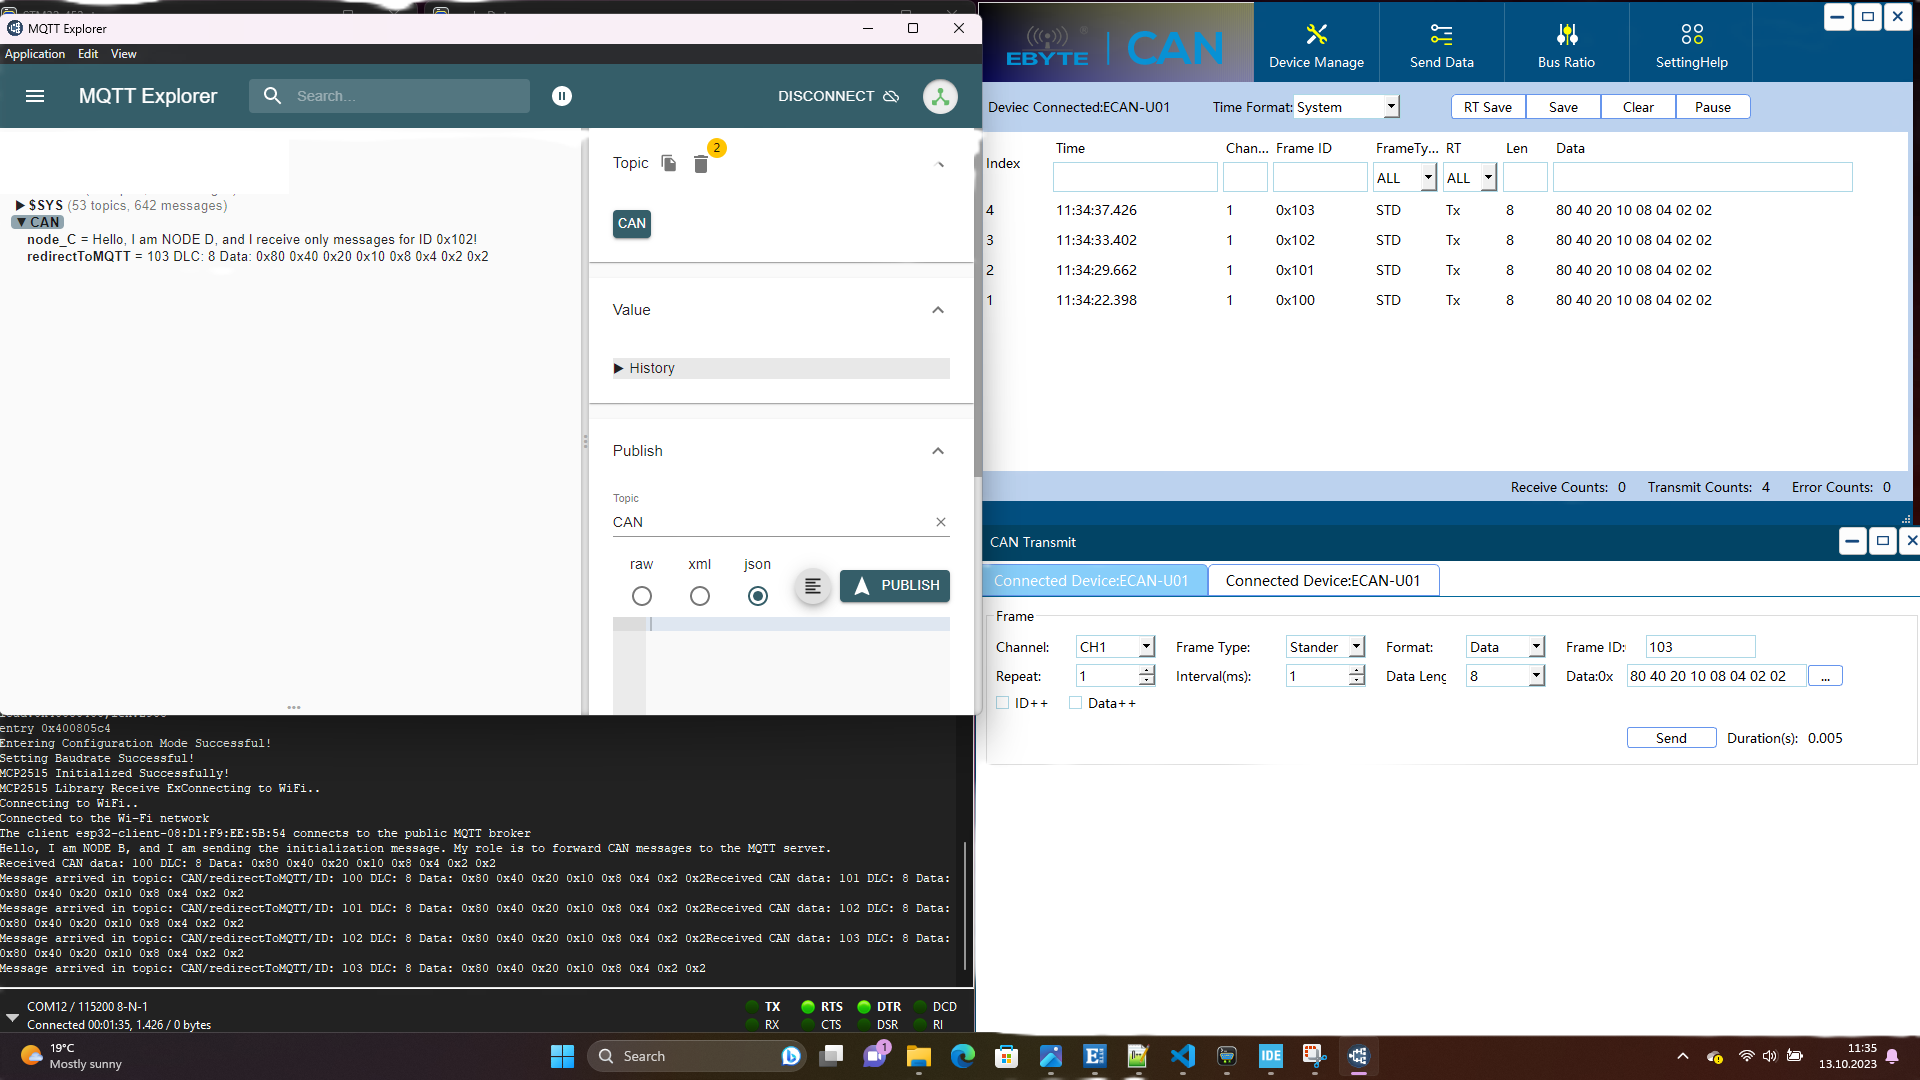 MQTT Explorer
Application Edit View
MQTT Explorer
Search...
DISCONNECT
$SYS (53 topics, 642 messages)
CAN
node_C = Hello, I am NODE D, and I receive only messages for ID 0x102!
redirectToMQTT = 103 DLC: 8 Data: 0x80 0x40 0x20 0x10 0x8 0x4 0x2 0x2
Topic
2
CAN
Value
History
Publish
Topic
CAN
raw xml json
PUBLISH
entry 0x400805c4
Entering Configuration Mode Successful!
Setting Baudrate Successful!
MCP2515 Initialized Successfully!
MCP2515 Library Receive ExConnecting to WiFi..
Connecting to WiFi..
Connected to the Wi-Fi network
The client esp32-client-08:D1:F9:EE:5B:54 connects to the public MQTT broker
Hello, I am NODE B, and I am sending the initialization message. My role is to forward CAN messages to the MQTT server.
Received CAN data: 100 DLC: 8 Data: 0x80 0x40 0x20 0x10 0x8 0x4 0x2 0x2
Message arrived in topic: CAN/redirectToMQTT/ID: 100 DLC: 8 Data: 0x80 0x40 0x20 0x10 0x8 0x4 0x2 0x2Received CAN data: 101 DLC: 8 Data:
0x80 0x40 0x20 0x10 0x8 0x4 0x2 0x2
Message arrived in topic: CAN/redirectToMQTT/ID: 101 DLC: 8 Data: 0x80 0x40 0x20 0x10 0x8 0x4 0x2 0x2Received CAN data: 102 DLC: 8 Data:
0x80 0x40 0x20 0x10 0x8 0x4 0x2 0x2
Message arrived in topic: CAN/redirectToMQTT/ID: 102 DLC: 8 Data: 0x80 0x40 0x20 0x10 0x8 0x4 0x2 0x2Received CAN data: 103 DLC: 8 Data:
0x80 0x40 0x20 0x10 0x8 0x4 0x2 0x2
Message arrived in topic: CAN/redirectToMQTT/ID: 103 DLC: 8 Data: 0x80 0x40 0x20 0x10 0x8 0x4 0x2 0x2
COM12 / 115200 8-N-1
Connected 00:01:35, 1.426 / 0 bytes
TX RTS DTR DCD
RX CTS DSR RI
EBYTE ® | CAN
Device Manage Send Data Bus Ratio SettingHelp
Deviec Connected:ECAN-U01 Time Format: System RT Save Save Clear Pause
Index Time Chan... Frame ID FrameTy... RT Len Data
ALL ALL
4 11:34:37.426 1 0x103 STD Tx 8 80 40 20 10 08 04 02 02
3 11:34:33.402 1 0x102 STD Tx 8 80 40 20 10 08 04 02 02
2 11:34:29.662 1 0x101 STD Tx 8 80 40 20 10 08 04 02 02
1 11:34:22.398 1 0x100 STD Tx 8 80 40 20 10 08 04 02 02
Receive Counts: 0 Transmit Counts: 4 Error Counts: 0
CAN Transmit
Connected Device:ECAN-U01 Connected Device:ECAN-U01
Frame
Channel: CH1 Frame Type: Stander Format: Data Frame ID: 103
Repeat: 1 Interval(ms): 1 Data Leng 8 Data:0x 80 40 20 10 08 04 02 02 ...
ID++ Data++
Send Duration(s): 0.005
19°C
Mostly sunny
Search
1
IDE
11:35
13.10.2023